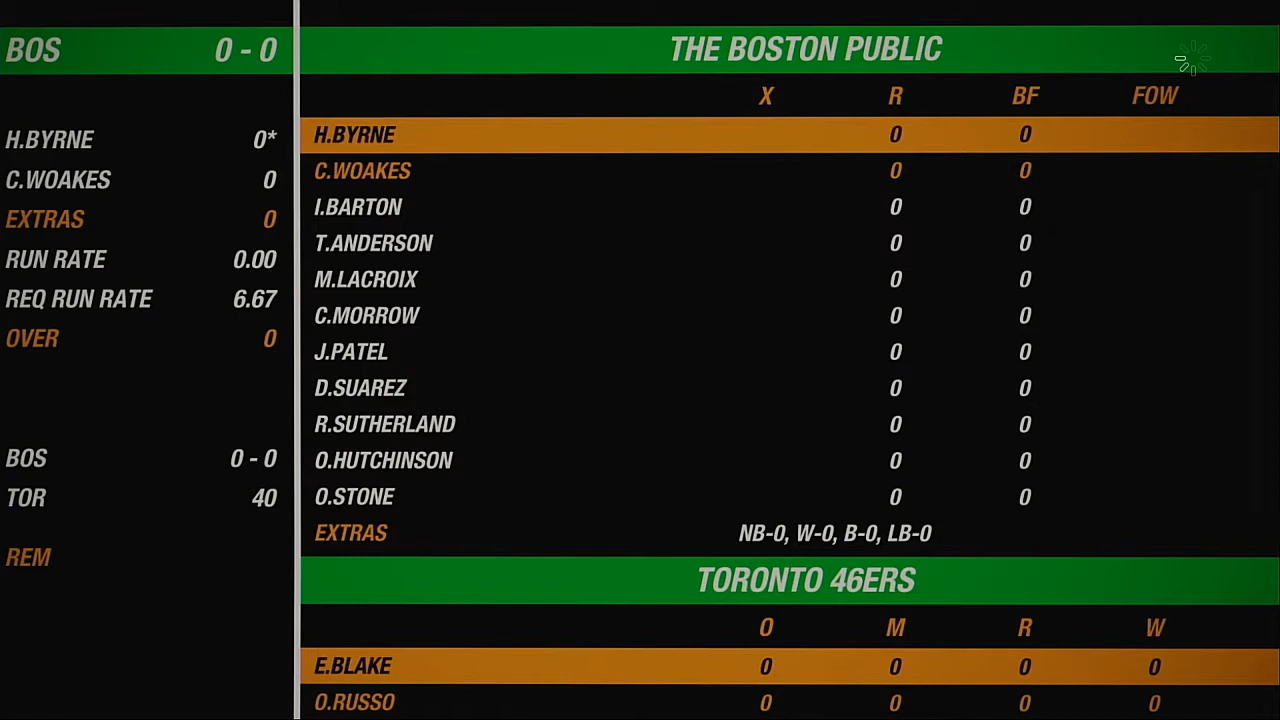 BOS 0 - 0
H.BYRNE 0*
C.WOAKES 0
EXTRAS 0
RUN RATE 0.00
REQ RUN RATE 6.67
OVER 0
BOS 0 - 0
TOR 40
REM
THE BOSTON PUBLIC
X R BF FOW
H.BYRNE 0 0
C.WOAKES 0 0
I.BARTON 0 0
T.ANDERSON 0 0
M.LACROIX 0 0
C.MORROW 0 0
J.PATEL 0 0
D.SUAREZ 0 0
R.SUTHERLAND 0 0
O.HUTCHINSON 0 0
O.STONE 0 0
EXTRAS NB-0, W-0, B-0, LB-0
TORONTO 46ERS
O M R W
E.BLAKE 0 0 0 0
O.RUSSO 0 0 0 0